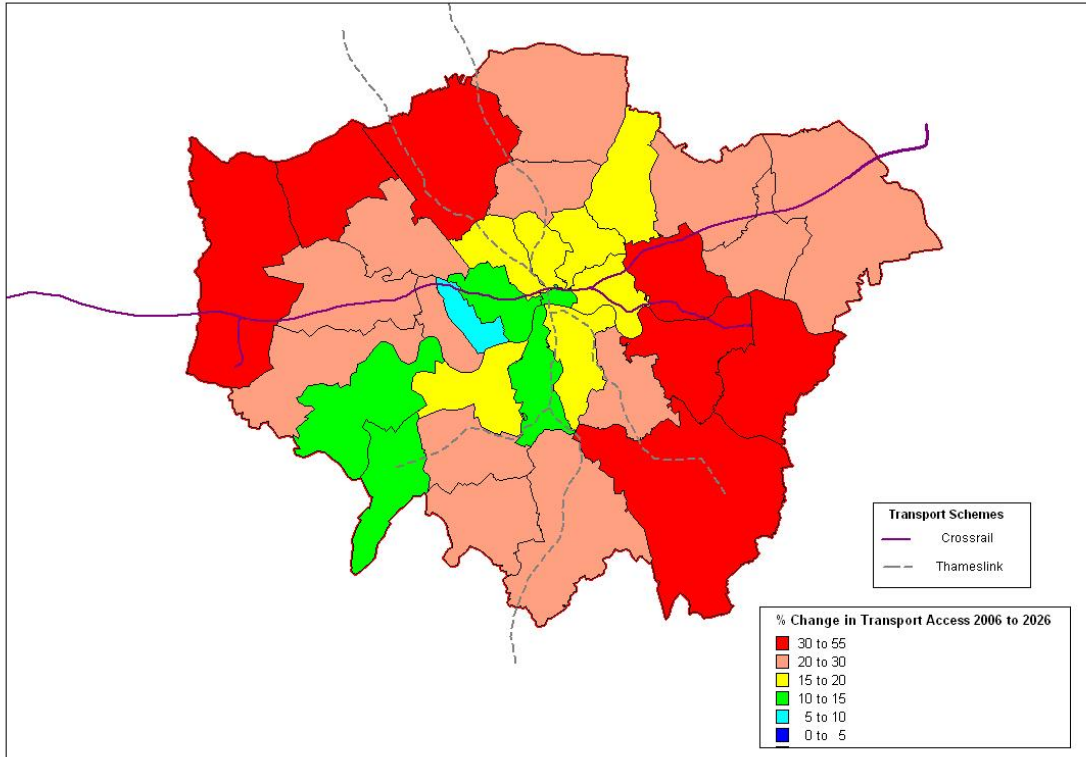 Transport Schemes
Crossrail
Thameslink
% Change in Transport Access 2006 to 2026
30 to 55
20 to 30
15 to 20
10 to 15
5 to 10
0 to 5